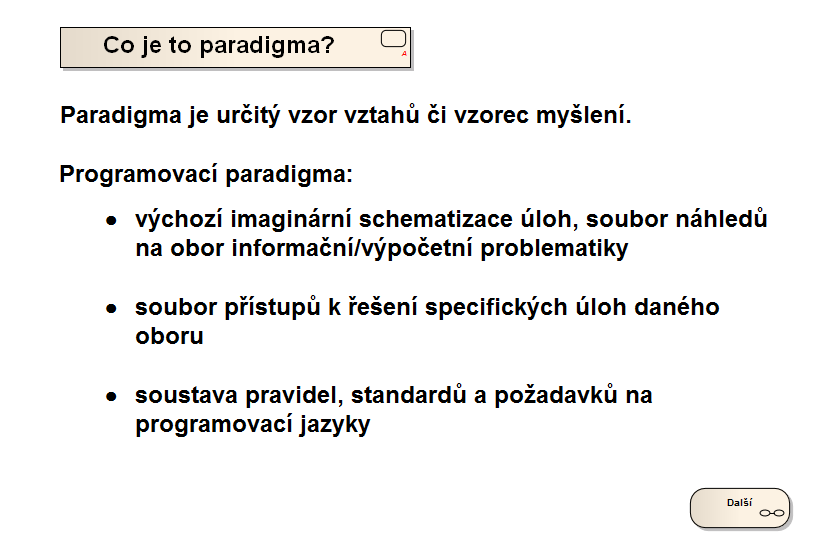 Co je to paradigma?
A
Paradigma je určitý vzor vztahů či vzorec myšlení.
Programovací paradigma:
● výchozí imaginární schematizace úloh, soubor náhledů
na obor informační/výpočetní problematiky
● soubor přístupů k řešení specifických úloh daného
oboru
● soustava pravidel, standardů a požadavků na
programovací jazyky
Další